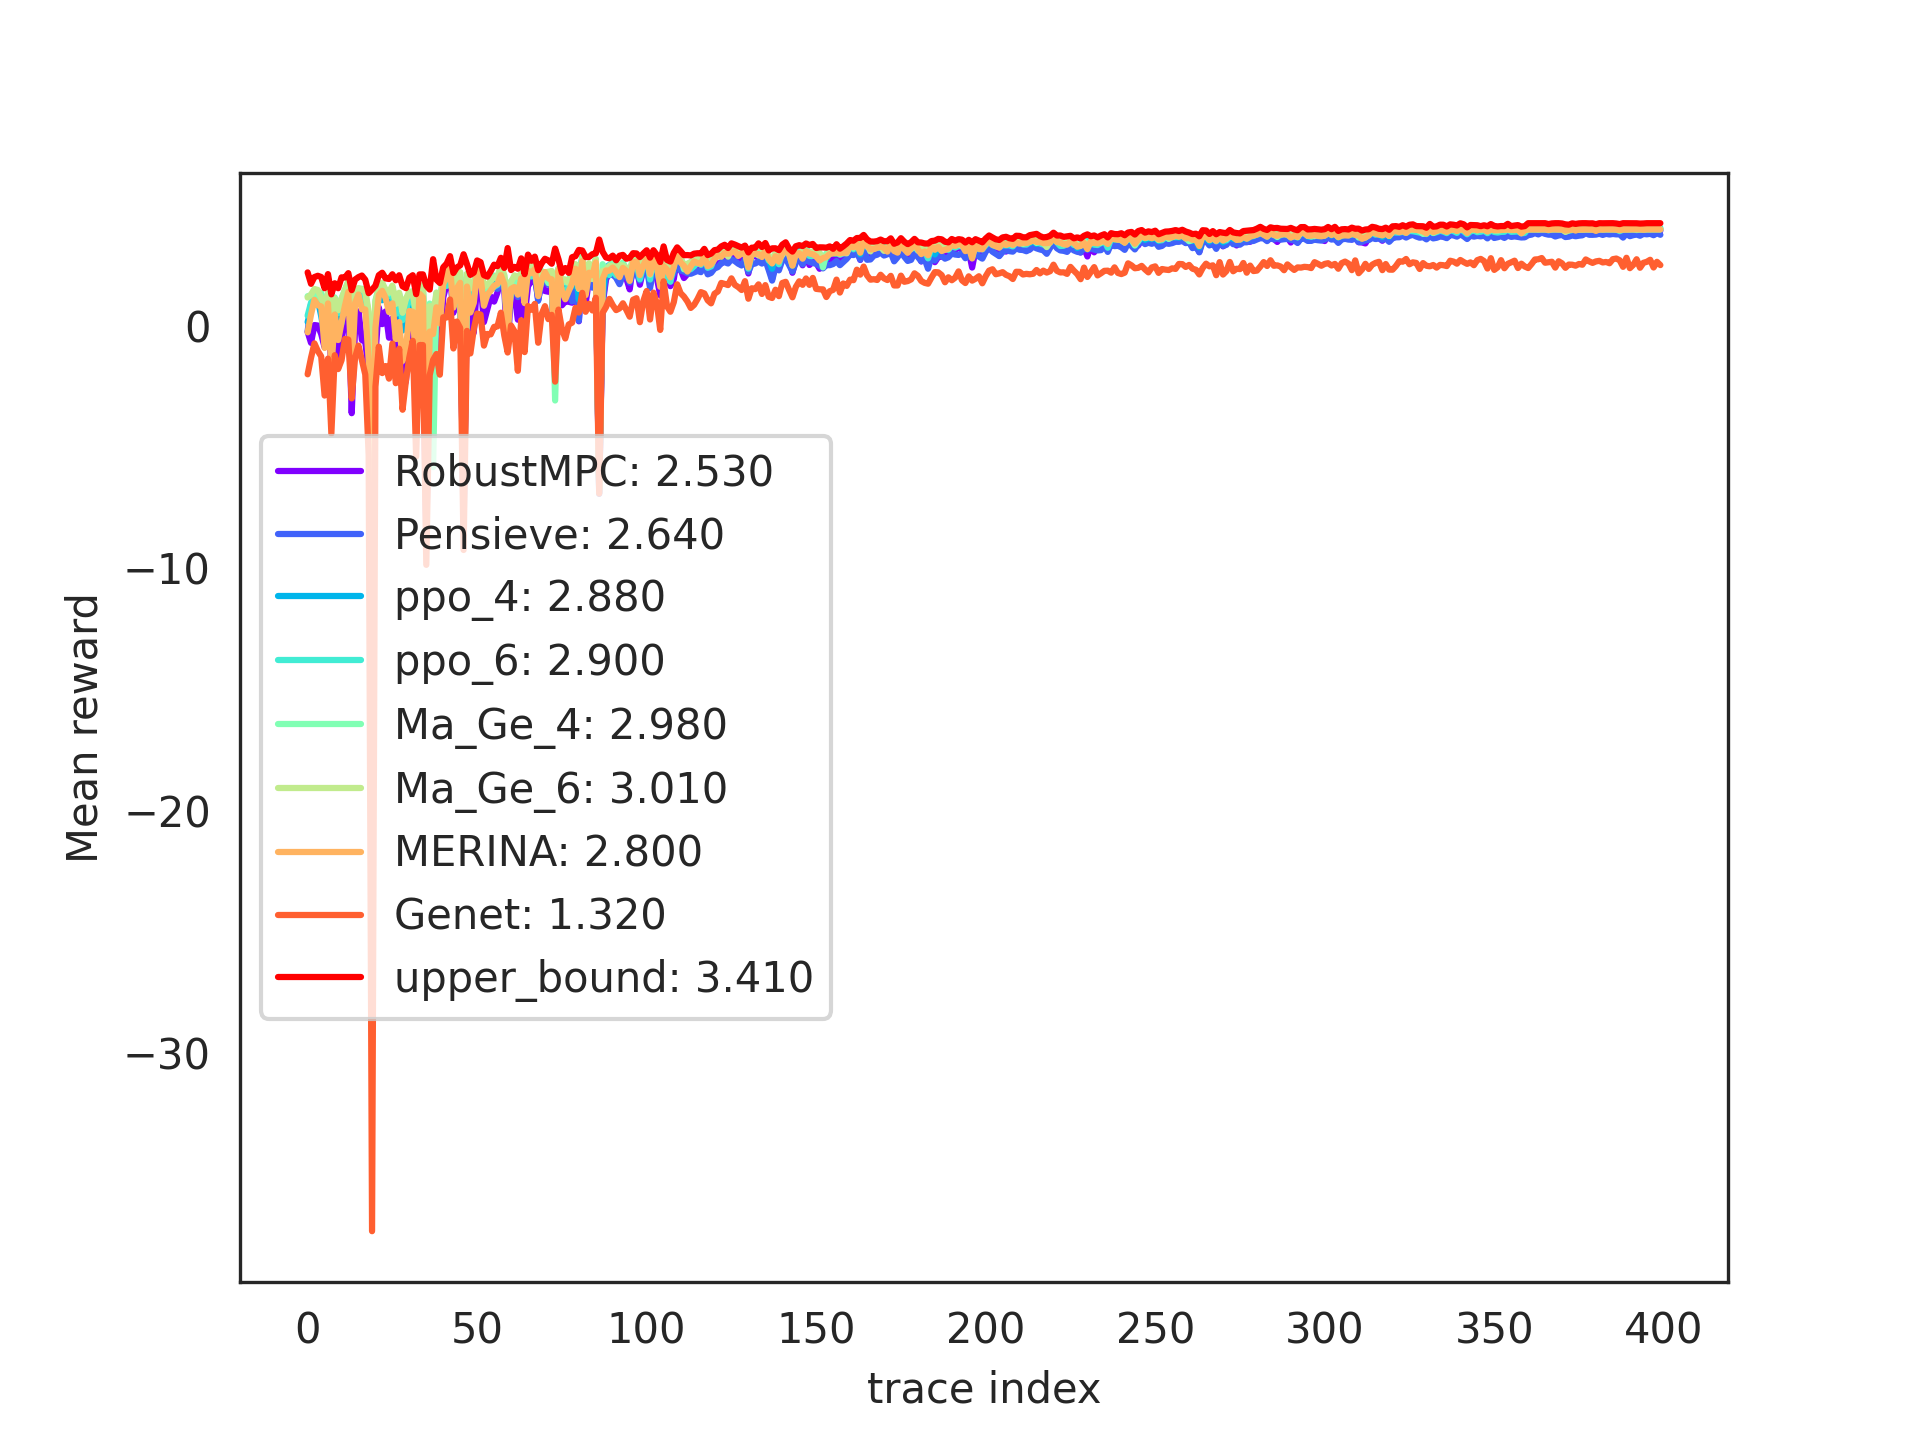 0
−10
−20
−30
Mean reward
RobustMPC: 2.530
Pensieve: 2.640
ppo_4: 2.880
ppo_6: 2.900
Ma_Ge_4: 2.980
Ma_Ge_6: 3.010
MERINA: 2.800
Genet: 1.320
upper_bound: 3.410
0 50 100 150 200 250 300 350 400
trace index